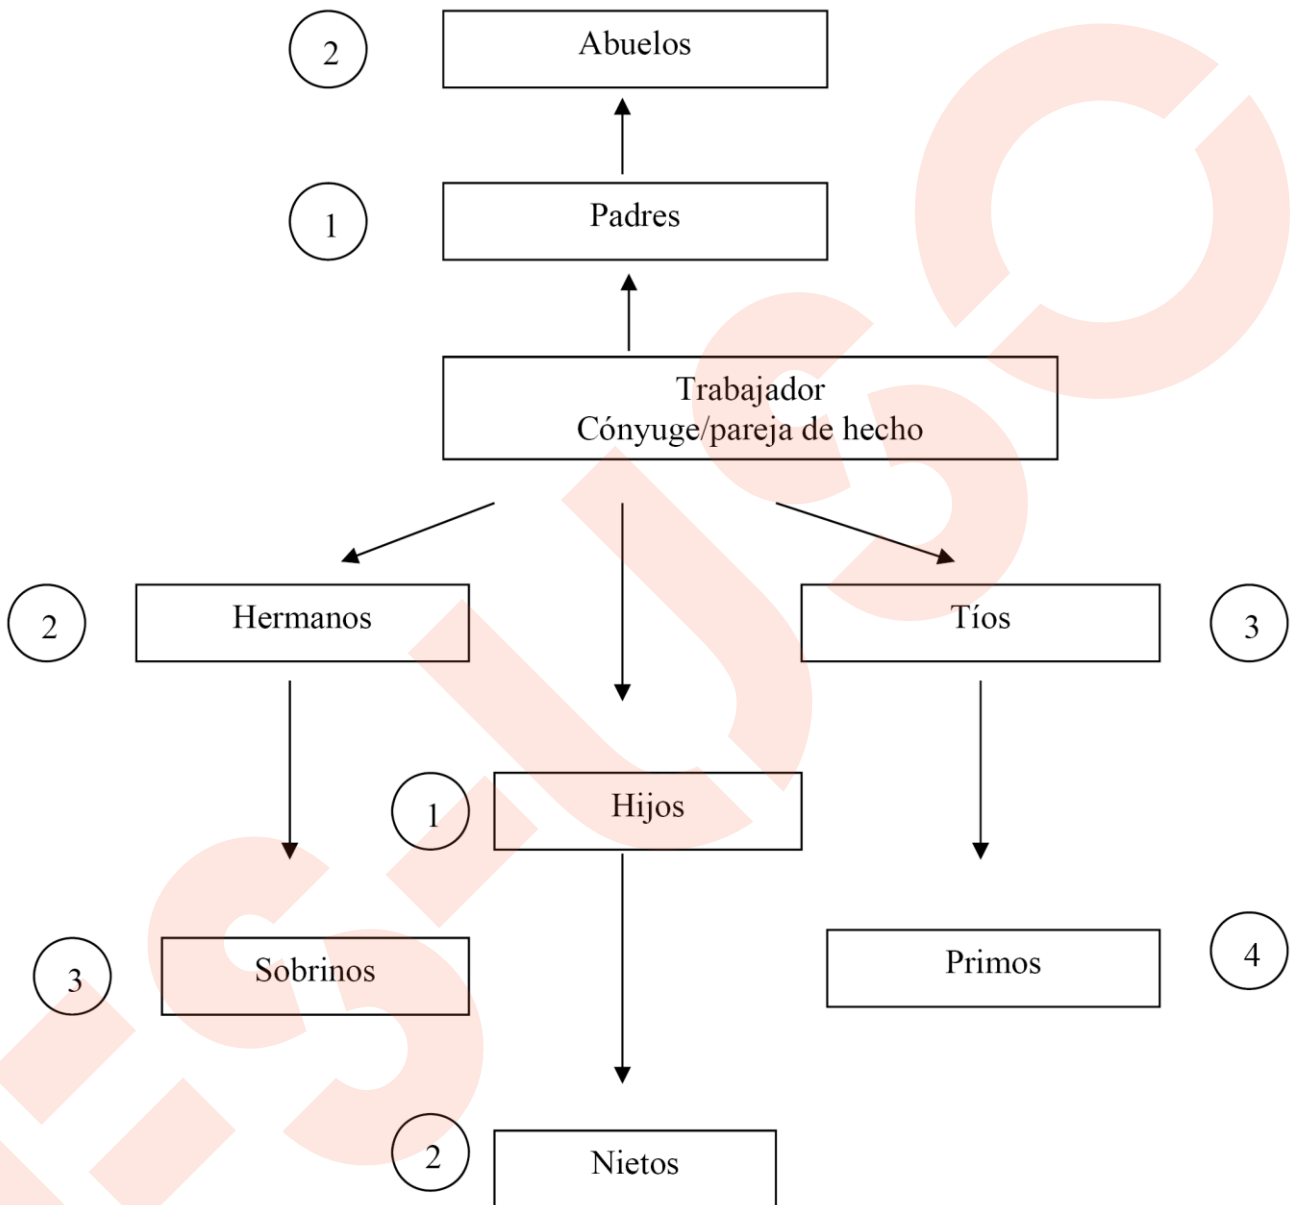 2
Abuelos
1
Padres
Trabajador
Cónyuge/pareja de hecho
2
Hermanos
Tíos
3
1
Hijos
3
Sobrinos
Primos
4
2
Nietos
S-USO